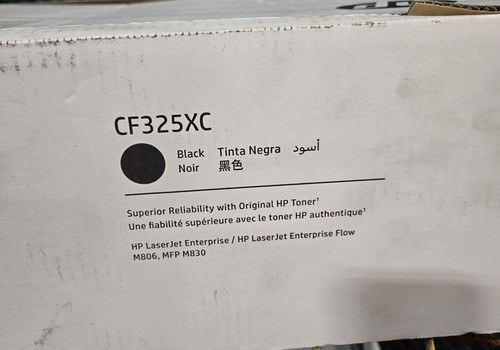 CF325XC
Black Tinta Negra أسود
Noir 黑色
Superior Reliability with Original HP Toner¹
Une fiabilité supérieure avec le toner HP authentique¹
HP LaserJet Enterprise / HP LaserJet Enterprise Flow
M806, MFP M830